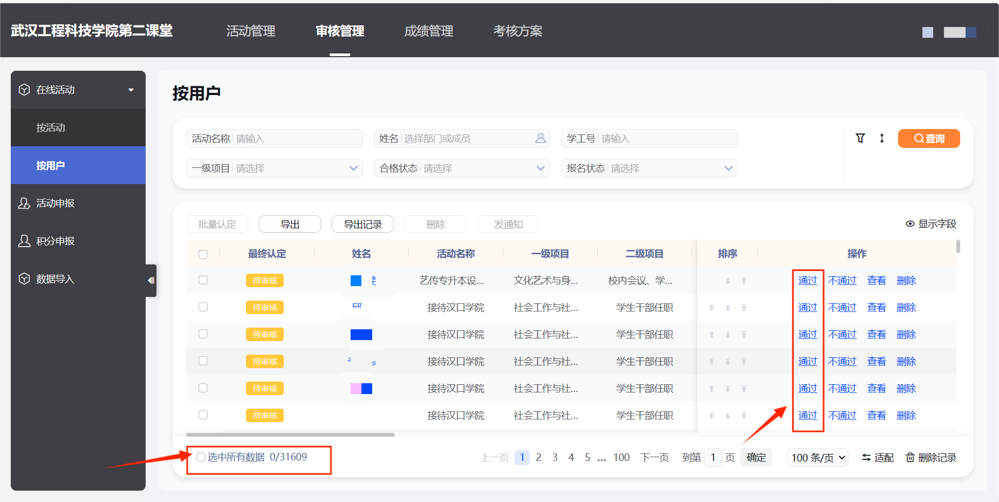 武汉工程科技学院第二课堂 活动管理 审核管理 成绩管理 考核方案
在线活动
按活动
按用户
活动申报
积分申报
数据导入
按用户
活动名称 请输入 姓名 选择部门或成员 学工号 请输入 查询
一级项目 请选择 合格状态 请选择 报名状态 请选择
批量认定 导出 导出记录 删除 发通知 显示字段
最终认定 姓名 活动名称 一级项目 二级项目 排序 操作
待审核 艺传专升本设... 文化艺术与身... 校内会议、学... 通过 不通过 查看 删除
待审核 接待汉口学院 社会工作与社... 学生干部任职 通过 不通过 查看 删除
待审核 接待汉口学院 社会工作与社... 学生干部任职 通过 不通过 查看 删除
待审核 接待汉口学院 社会工作与社... 学生干部任职 通过 不通过 查看 删除
待审核 接待汉口学院 社会工作与社... 学生干部任职 通过 不通过 查看 删除
待审核 接待汉口学院 社会工作与社... 学生干部任职 通过 不通过 查看 删除
选中所有数据 0/31609 上一页 1 2 3 4 5 ... 100 下一页 到第 1 页 确定 100 条/页 适配 删除记录